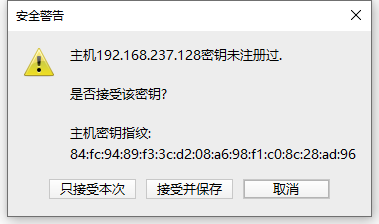 安全警告
主机192.168.237.128密钥未注册过.
是否接受该密钥?
主机密钥指纹:
84:fc:94:89:f3:3c:d2:08:a6:98:f1:c0:8c:28:ad:96
只接受本次 接受并保存 取消